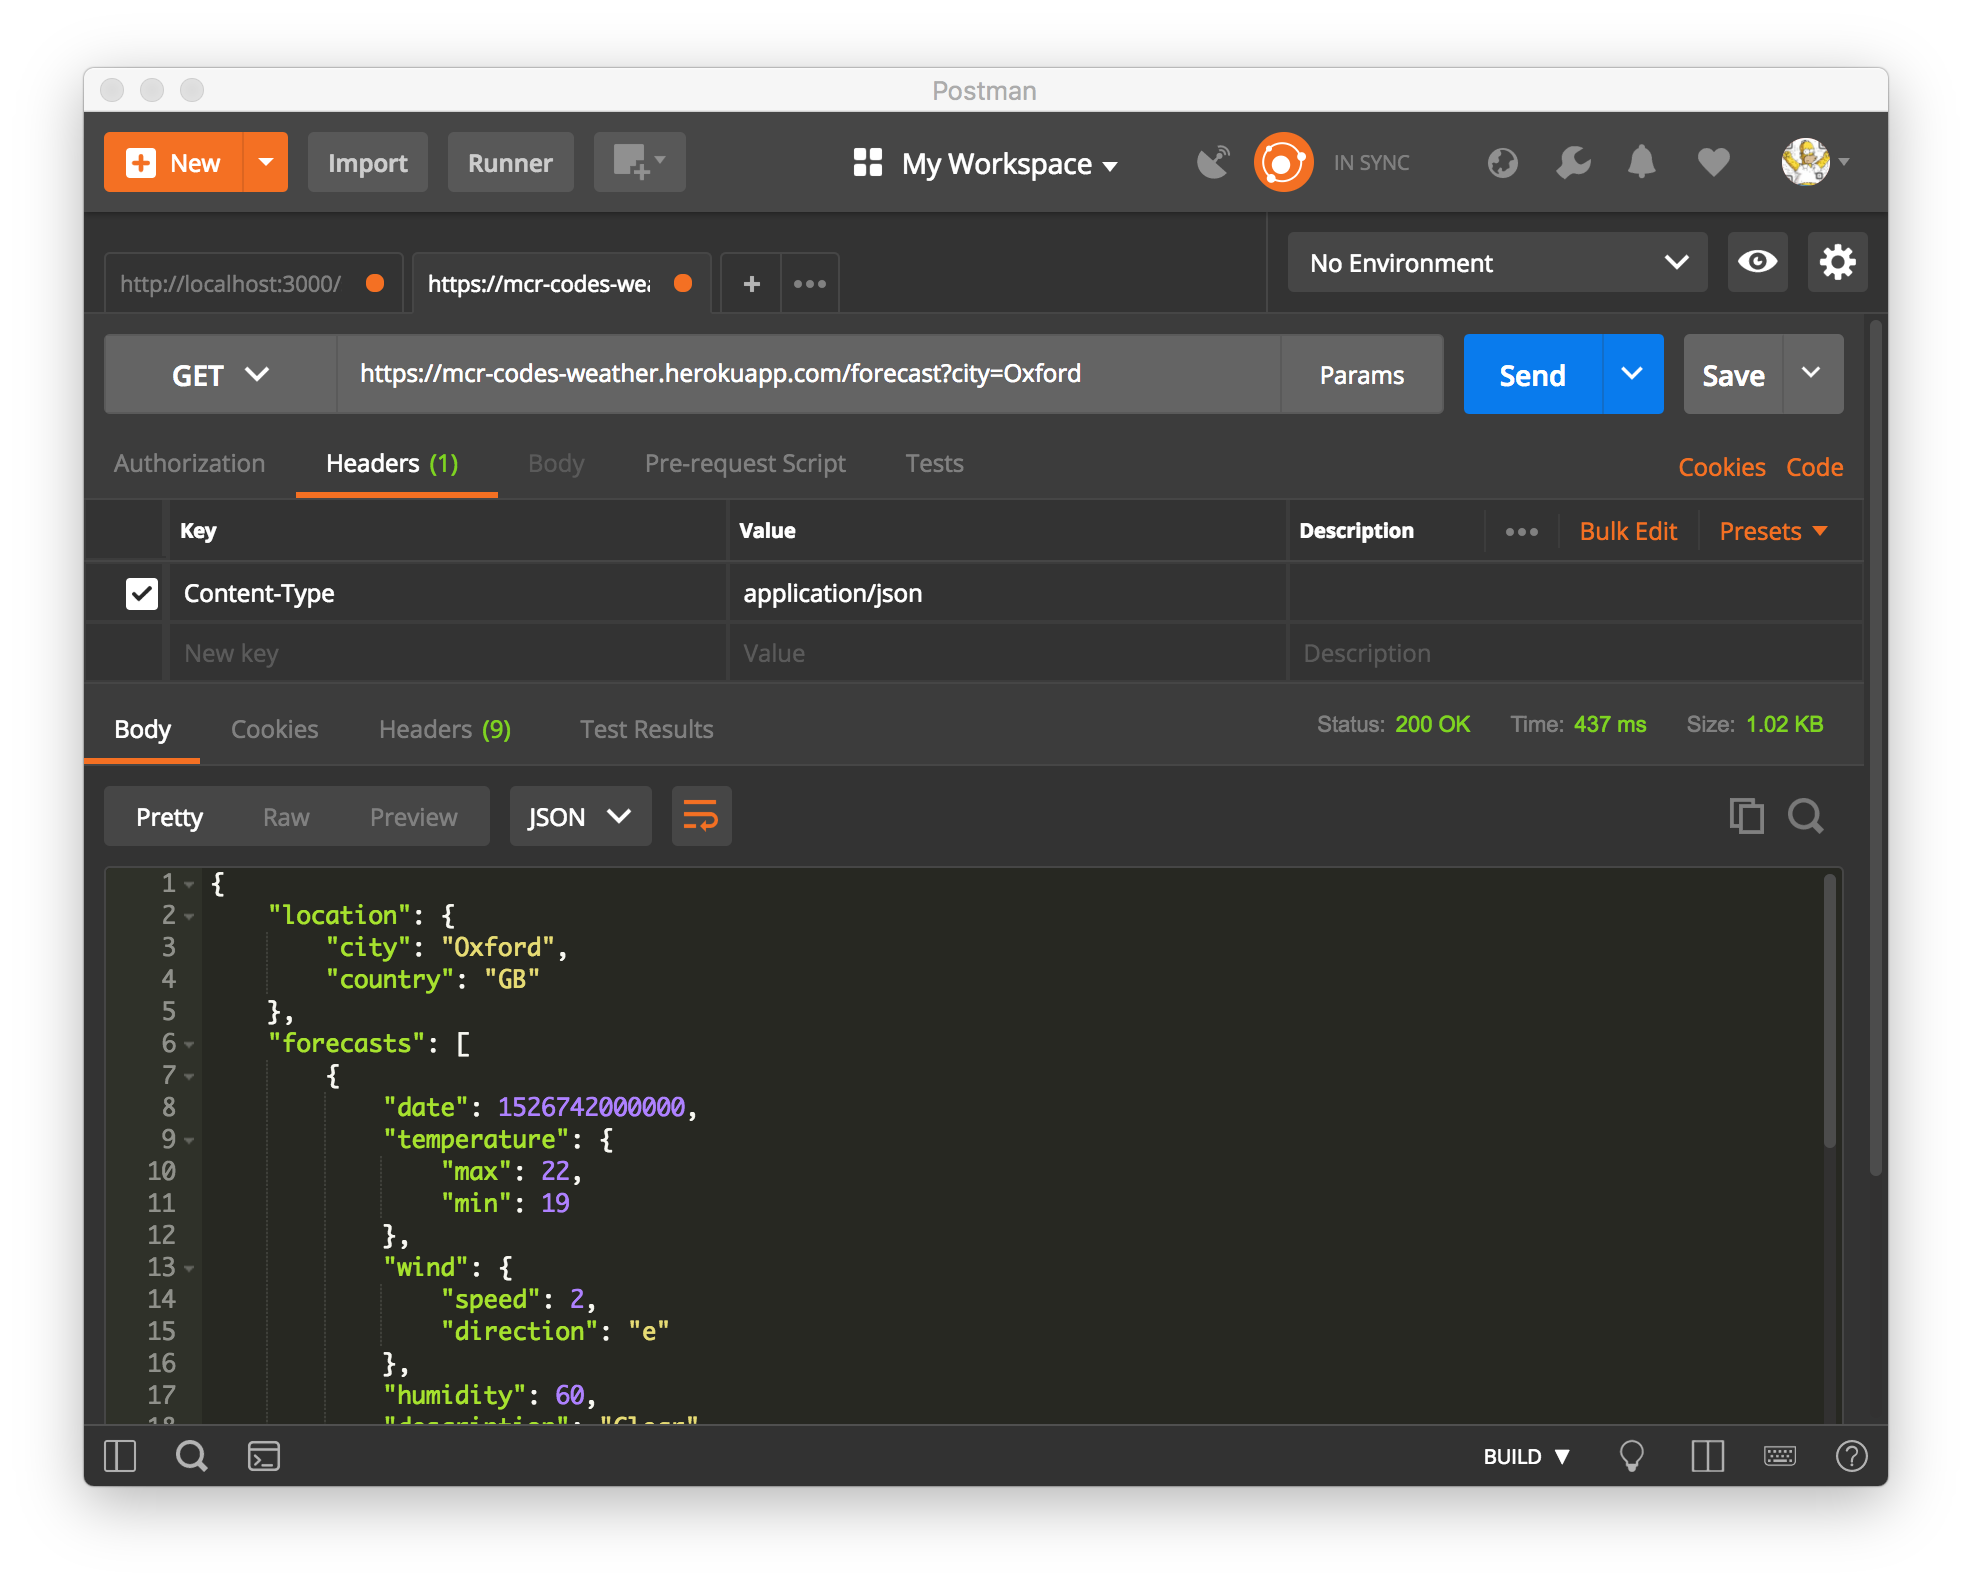 Postman
New Import Runner My Workspace IN SYNC
http://localhost:3000/ https://mcr-codes-wea + ••• No Environment
GET https://mcr-codes-weather.herokuapp.com/forecast?city=Oxford Params Send Save
Authorization Headers (1) Body Pre-request Script Tests Cookies Code
Key Value Description ••• Bulk Edit Presets
Content-Type application/json
New key Value Description
Body Cookies Headers (9) Test Results Status: 200 OK Time: 437 ms Size: 1.02 KB
Pretty Raw Preview JSON
1 {
2 "location": {
3 "city": "Oxford",
4 "country": "GB"
5 },
6 "forecasts": [
7 {
8 "date": 1526742000000,
9 "temperature": {
10 "max": 22,
11 "min": 19
12 },
13 "wind": {
14 "speed": 2,
15 "direction": "e"
16 },
17 "humidity": 60,
18 "description": "Clear"
BUILD ▼